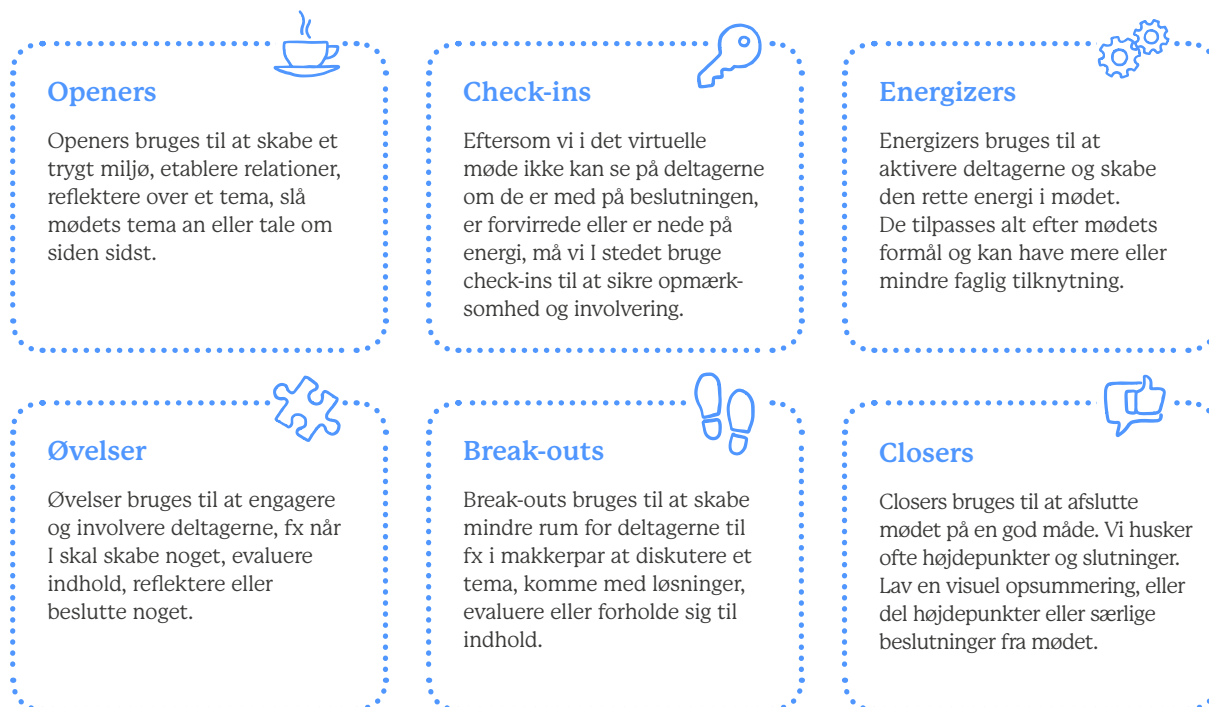 Openers
Openers bruges til at skabe et
trygt miljø, etablere relationer,
reflektere over et tema, slå
mødets tema an eller tale om
siden sidst.
Check-ins
Eftersom vi i det virtuelle
møde ikke kan se på deltagerne
om de er med på beslutningen,
er forvirrede eller er nede på
energi, må vi I stedet bruge
check-ins til at sikre opmærk-
somhed og involvering.
Energizers
Energizers bruges til at
aktivere deltagerne og skabe
den rette energi i mødet.
De tilpasses alt efter mødets
formål og kan have mere eller
mindre faglig tilknytning.
Øvelser
Øvelser bruges til at engagere
og involvere deltagerne, fx når
I skal skabe noget, evaluere
indhold, reflektere eller
beslutte noget.
Break-outs
Break-outs bruges til at skabe
mindre rum for deltagerne til
fx i makkerpar at diskutere et
tema, komme med løsninger,
evaluere eller forholde sig til
indhold.
Closers
Closers bruges til at afslutte
mødet på en god måde. Vi husker
ofte højdepunkter og slutninger.
Lav en visuel opsummering, eller
del højdepunkter eller særlige
beslutninger fra mødet.